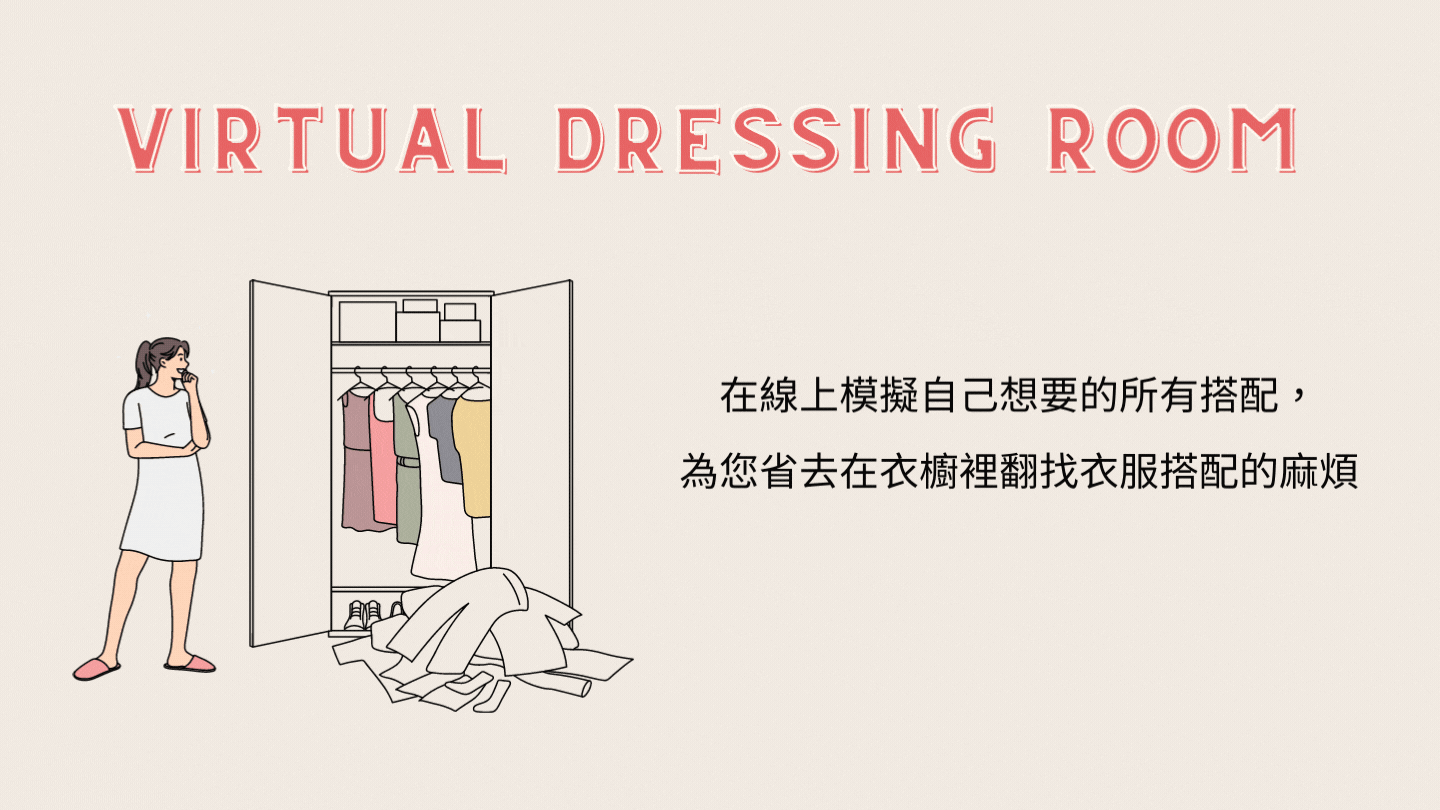 VIRTUAL DRESSING ROOM
在線上模擬自己想要的所有搭配，
為您省去在衣櫥裡翻找衣服搭配的麻煩